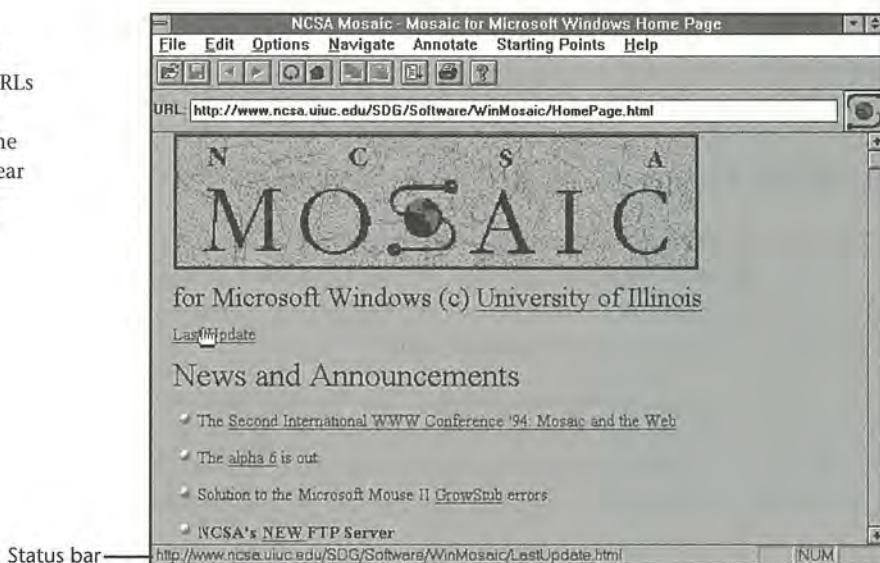 RLs
ne
ear
NCSA Mosaic - Mosaic for Microsoft Windows Home Page
File Edit Options Navigate Annotate Starting Points Help
URL: http://www.ncsa.uiuc.edu/SDG/Software/WinMosaic/HomePage.html
N C S A
MOSAIC
for Microsoft Windows (c) University of Illinois
Last Update
News and Announcements
The Second International WWW Conference '94: Mosaic and the Web
The alpha 6 is out
Solution to the Microsoft Mouse II GrowStub errors.
NCSA's NEW FTP Server
Status bar
http://www.ncsa.uiuc.edu/SDG/Software/WinMosaic/LastUpdate.html NUM